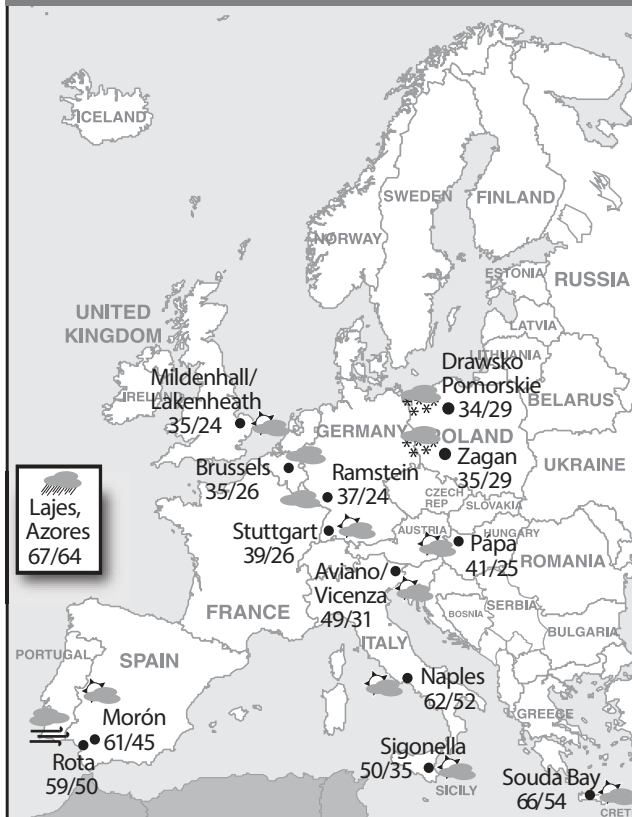 ICELAND
SWEDEN
FINLAND
NORWAY
ESTONIA
RUSSIA
LATVIA
LITHUANIA
UNITED
KINGDOM
IRELAND
Mildenhall/
Lakenheath
35/24
Drawsko
Pomorskie
34/29
BELARUS
GERMANY
POLAND
Zagan
35/29
UKRAINE
Brussels
35/26
Ramstein
37/24
CZECH
REP
SLOVAKIA
Lajes,
Azores
67/64
Stuttgart
39/26
AUSTRIA
HUNGARY
Pápa
41/25
ROMANIA
Aviano/
Vicenza
49/31
FRANCE
BOSNIA
SERBIA
BULGARIA
ITALY
PORTUGAL
SPAIN
Naples
62/52
Morón
61/45
Rota
59/50
GREECE
Sigonella
50/35
SICILY
Souda Bay
66/54
CRET